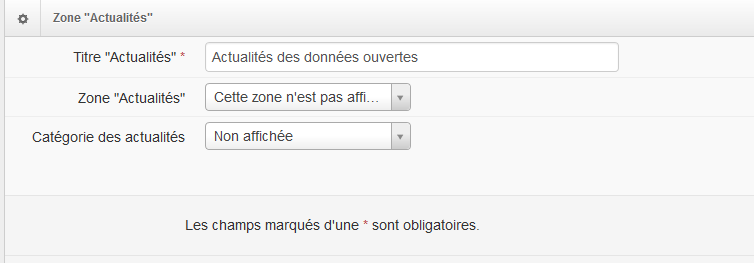 Zone "Actualités"
Titre "Actualités" * Actualités des données ouvertes
Zone "Actualités" Cette zone n'est pas affi...
Catégorie des actualités Non affichée
Les champs marqués d'une * sont obligatoires.